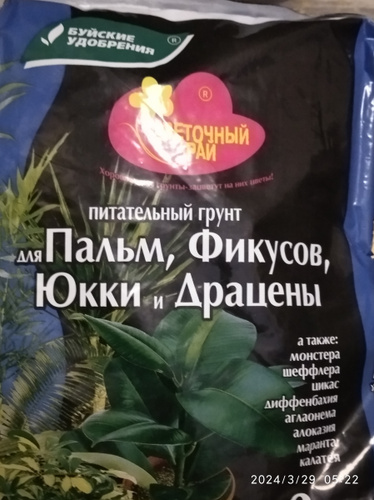 БУЙСКИЕ
УДОБРЕНИЯ
®
®
РАЙ
питательный грунт
для Пальм, Фикусов,
Юкки и Драцены
а также:
монстера
шеффлера
цикас
диффенбахия
аглаонема
алоказия
маранта
калатея
2024/3/29 05:22